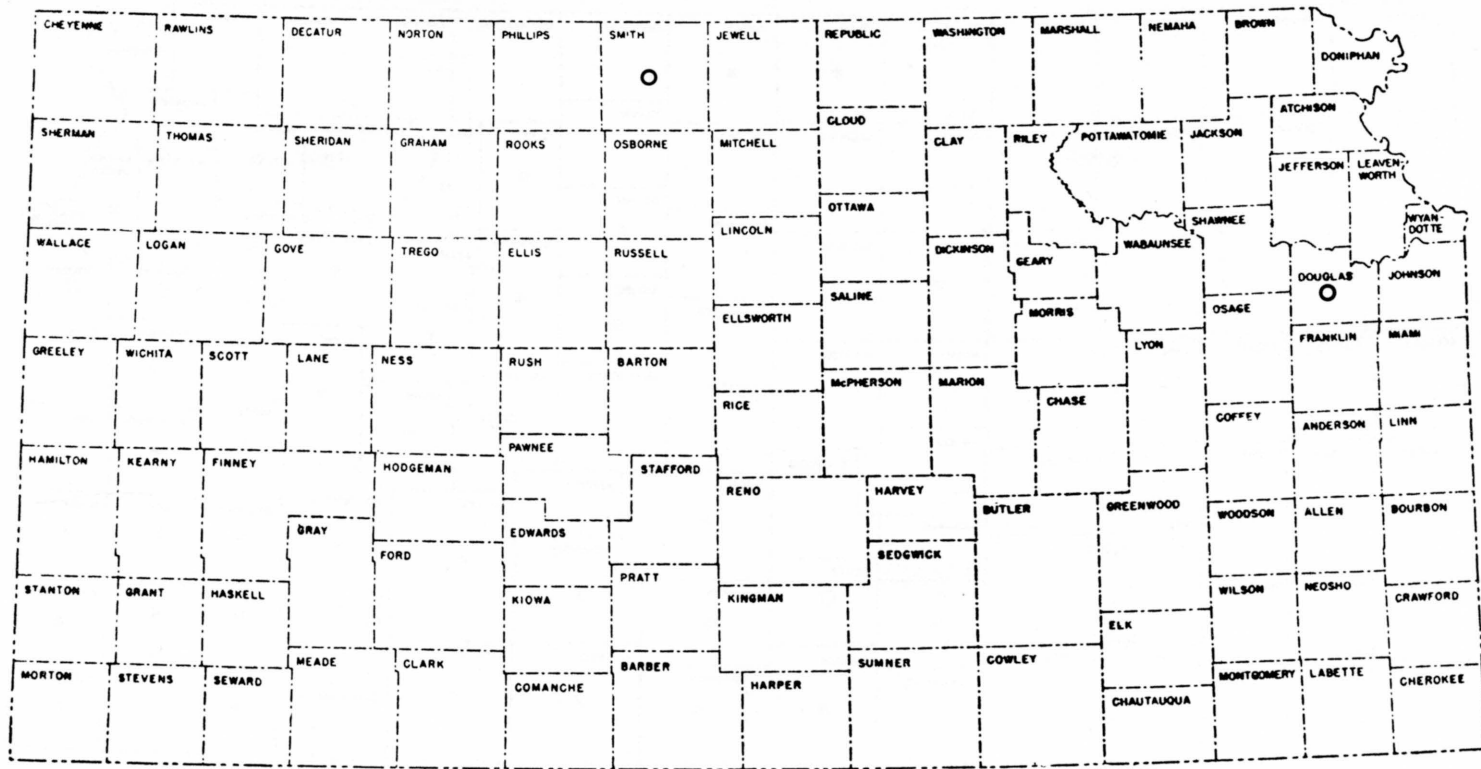 CHEYENNE
RAWLINS
DECATUR
NORTON
PHILLIPS
SMITH
JEWELL
REPUBLIC
WASHINGTON
MARSHALL
NEMAHA
BROWN
DONIPHAN
SHERMAN
THOMAS
SHERIDAN
GRAHAM
ROOKS
OSBORNE
MITCHELL
CLOUD
CLAY
RILEY
POTTAWATOMIE
JACKSON
ATCHISON
JEFFERSON
LEAVEN
WORTH
WALLACE
LOGAN
GOVE
TREGO
ELLIS
RUSSELL
LINCOLN
OTTAWA
DICKINSON
GEARY
WABAUNSEE
SHAWNEE
DOUGLAS
JOHNSON
WYAN-
DOTTE
GREELEY
WICHITA
SCOTT
LANE
NESS
RUSH
BARTON
ELLSWORTH
SALINE
MORRIS
LYON
OSAGE
FRANKLIN
MIAMI
HAMILTON
KEARNY
FINNEY
HODGEMAN
PAWNEE
STAFFORD
RICE
McPHERSON
MARION
CHASE
COFFEY
ANDERSON
LINN
GRAY
FORD
EDWARDS
RENO
HARVEY
BUTLER
GREENWOOD
WOODSON
ALLEN
BOURBON
STANTON
GRANT
HASKELL
KIOWA
PRATT
KINGMAN
SEDGWICK
ELK
WILSON
NEOSHO
CRAWFORD
MORTON
STEVENS
SEWARD
MEADE
CLARK
COMANCHE
BARBER
HARPER
SUMNER
COWLEY
CHAUTAUQUA
MONTGOMERY
LABETTE
CHEROKEE